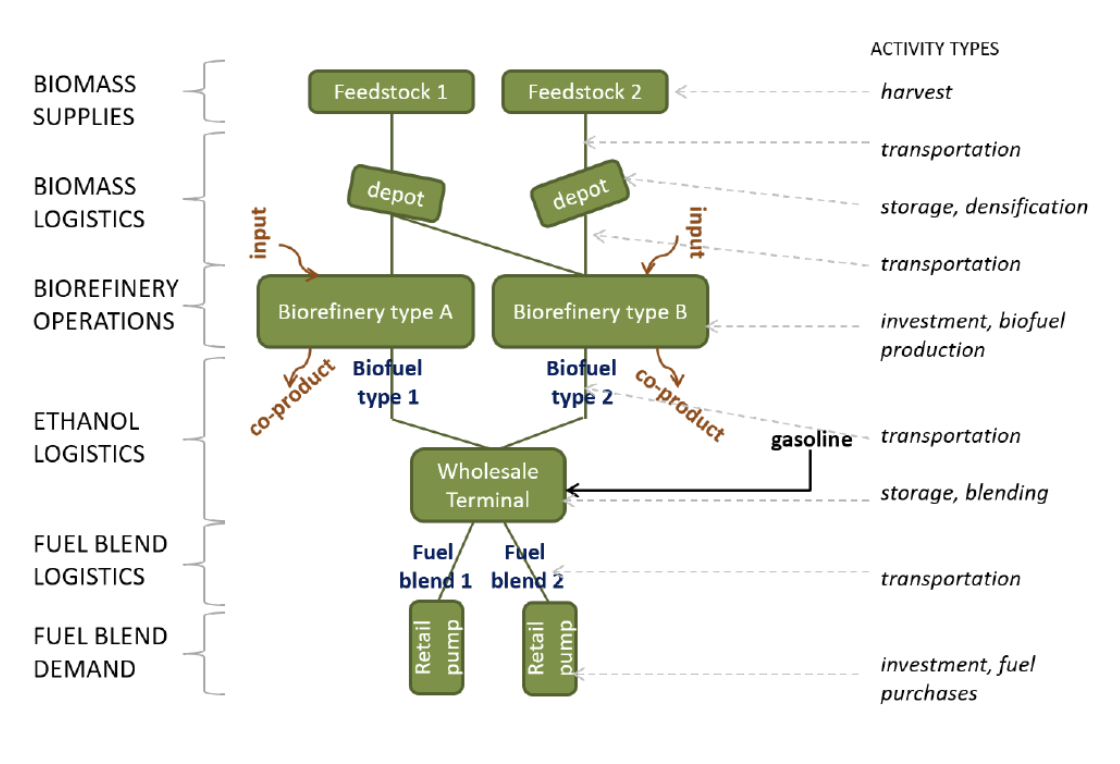 ACTIVITY TYPES
BIOMASS
SUPPLIES
Feedstock 1
Feedstock 2
harvest
transportation
BIOMASS
LOGISTICS
depot
depot
storage, densification
input
input
transportation
BIOREFINERY
OPERATIONS
Biorefinery type A
Biorefinery type B
investment, biofuel
production
Biofuel
type 1
Biofuel
type 2
co-product
co-product
ETHANOL
LOGISTICS
transportation
gasoline
Wholesale
Terminal
storage, blending
FUEL BLEND
LOGISTICS
Fuel
blend 1
Fuel
blend 2
transportation
FUEL BLEND
DEMAND
Retail
pump
Retail
pump
investment, fuel
purchases